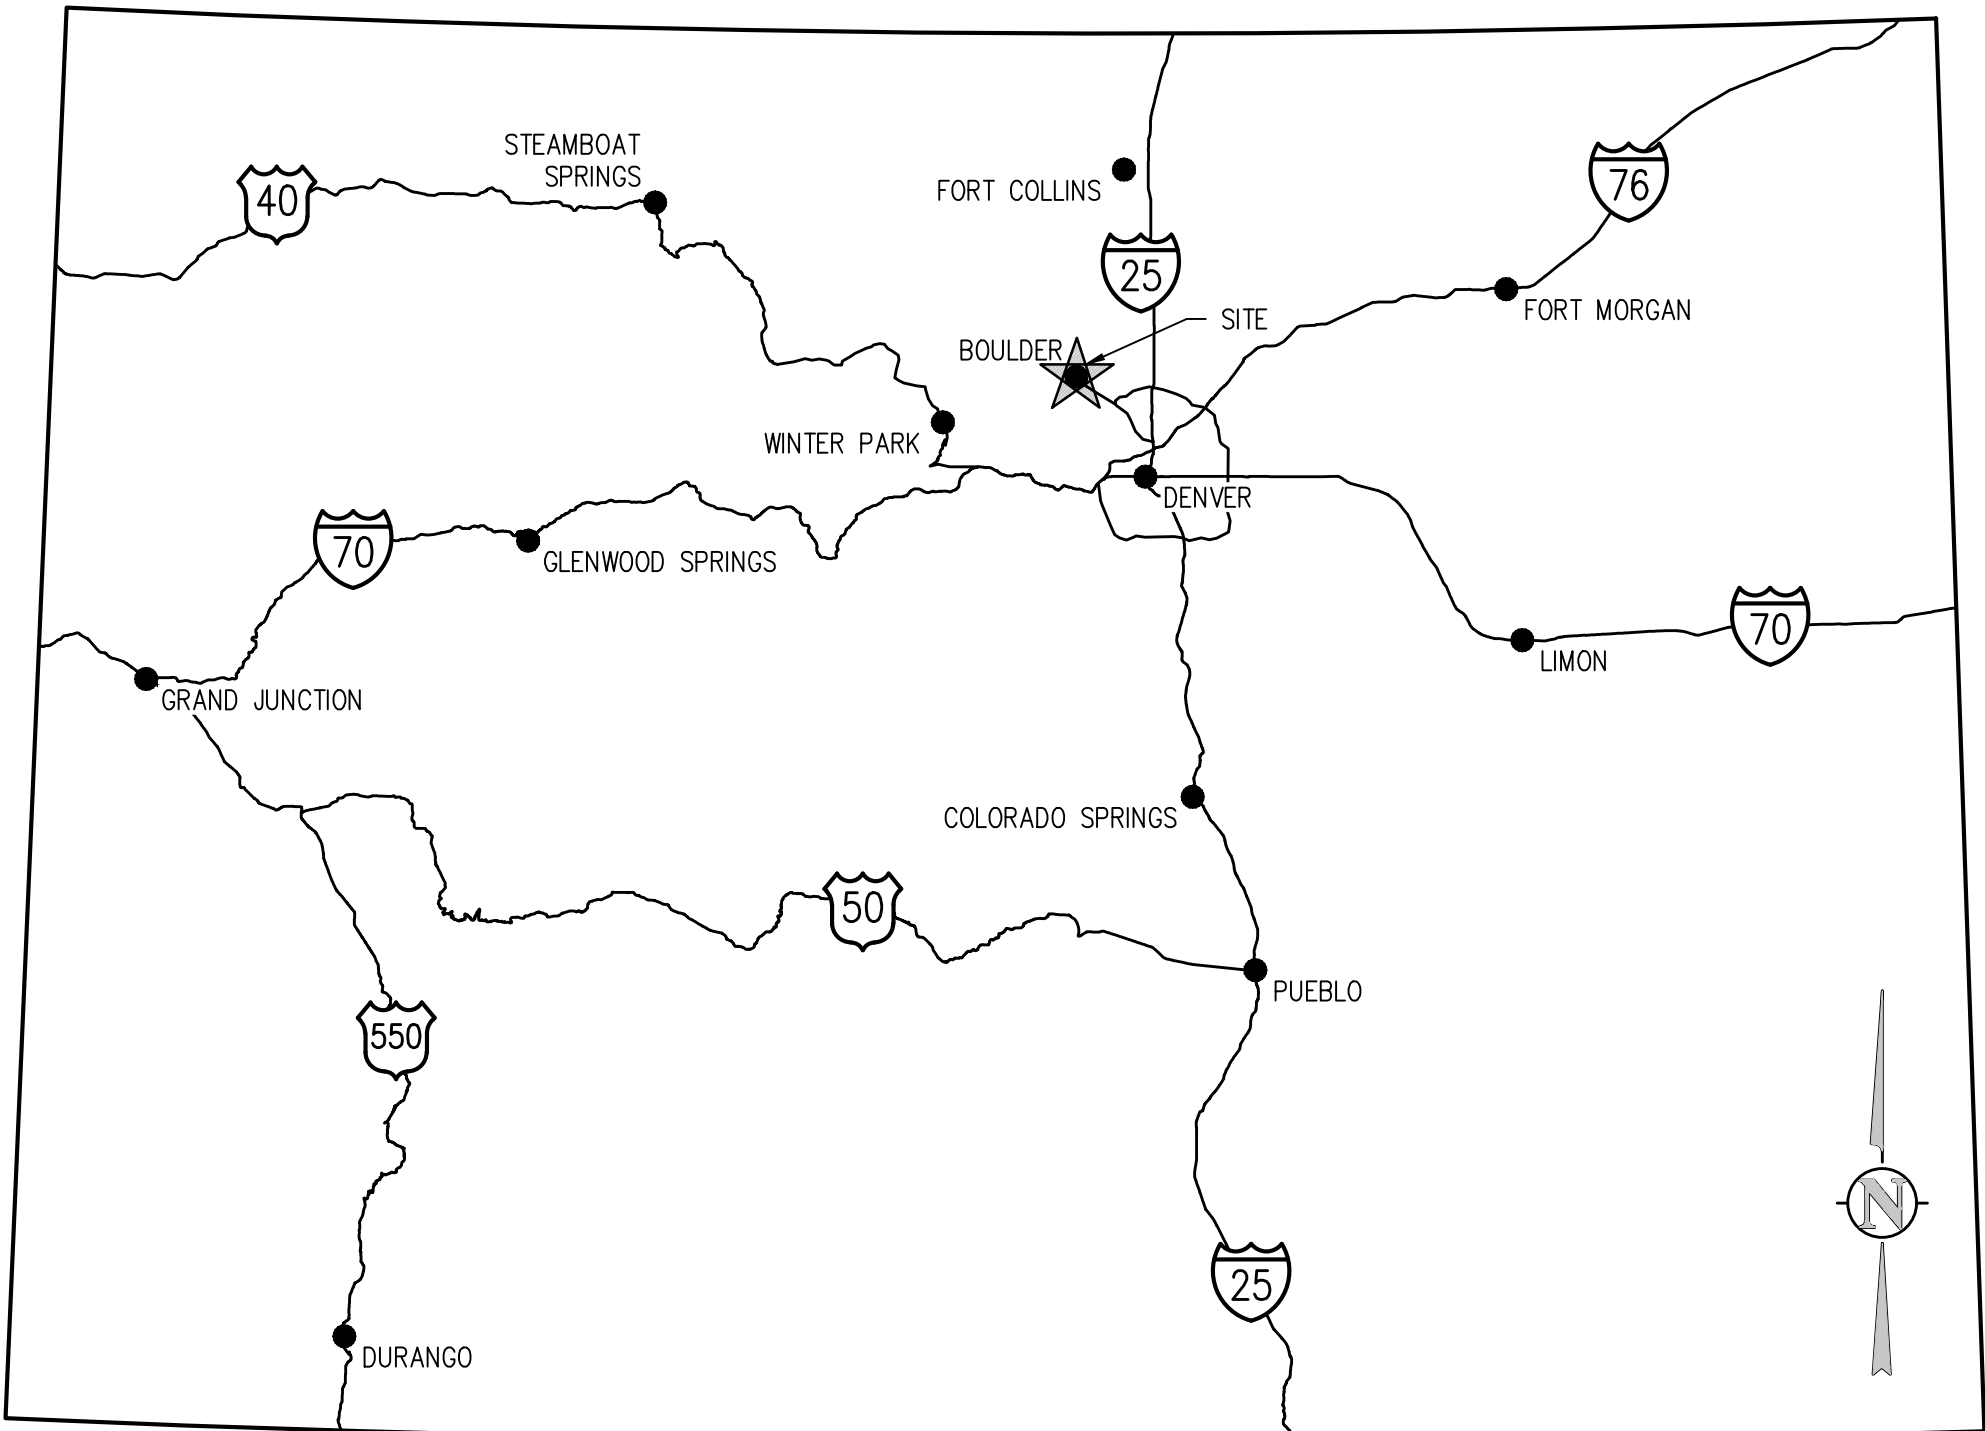 STEAMBOAT
SPRINGS
40
FORT COLLINS
76
25
FORT MORGAN
SITE
BOULDER
WINTER PARK
DENVER
70
GLENWOOD SPRINGS
70
LIMON
GRAND JUNCTION
COLORADO SPRINGS
50
PUEBLO
550
N
25
DURANGO